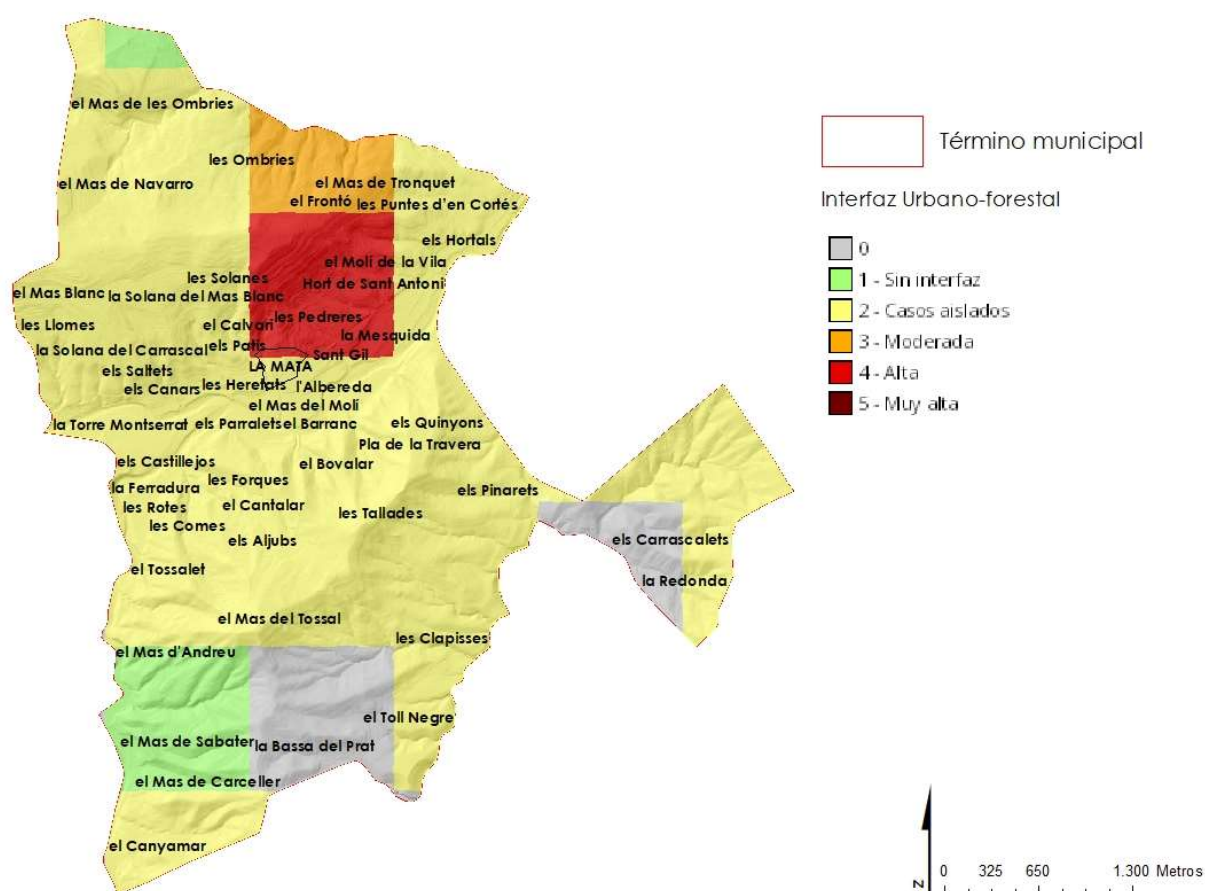 el Mas de les Ombries
les Ombries
el Mas de Navarro
el Mas de Tronquet
el Frontó
les Puntes d'en Cortés
els Hortals
el Molí de la Vila
les Solanes
Hort de Sant Antoni
el Mas Blanc
la Solana del Mas Blanc
les Pedreres
les Llomes
el Calvari
la Mesquida
la Solana del Carrascal
els Patis
Sant Gil
els Saltets
LA MATA
els Canars
les Heretats
l'Albereda
el Mas del Molí
la Torre Montserrat
els Parralets
el Barranc
els Quinyons
Pla de la Travera
els Castillejos
el Bovalar
la Ferradura
les Forques
els Pinarets
les Rotes
el Cantalar
les Tallades
les Comes
els Aljubs
els Carrascalets
el Tossalet
la Redonda
el Mas del Tossal
les Clapisses
el Mas d'Andreu
el Toll Negre
el Mas de Sabater
la Bassa del Prat
el Mas de Carceller
el Canyamar
Término municipal
Interfaz Urbano-forestal
0
1 - Sin interfaz
2 - Casos aislados
3 - Moderada
4 - Alta
5 - Muy alta
N
0 325 650 1.300 Metros